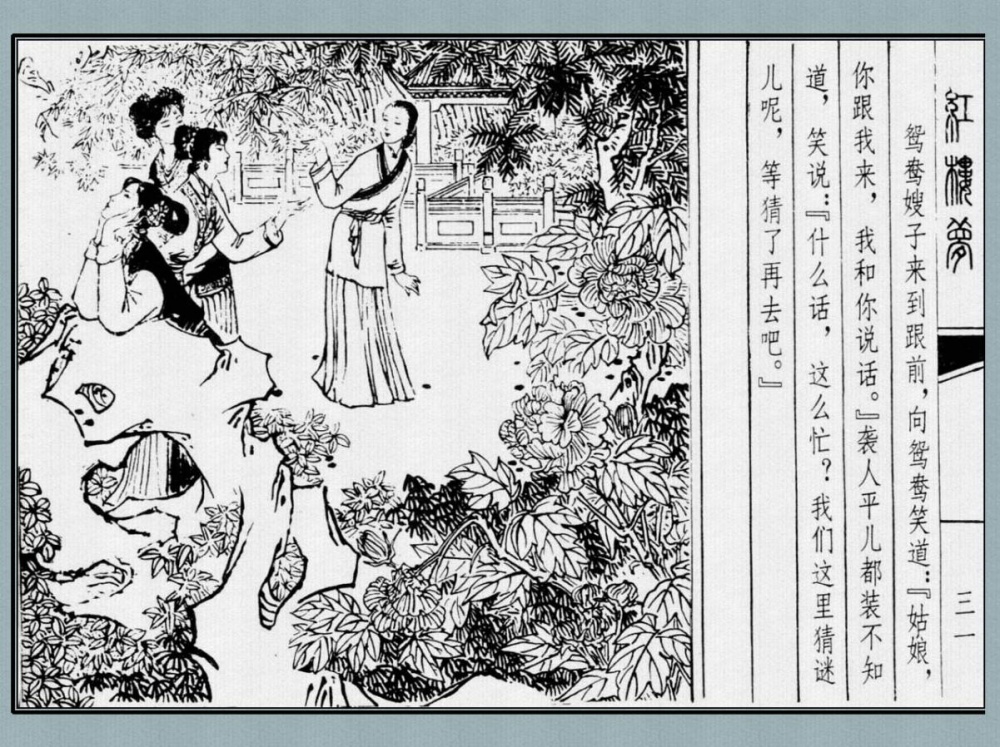 紅樓夢
三一
鸳鸯嫂子来到跟前，向鸳鸯笑道：『姑娘，
你跟我来，我和你说话。』袭人平儿都装不知
道，笑说：『什么话，这么忙？我们这里猜谜
儿呢，等猜了再去吧。』